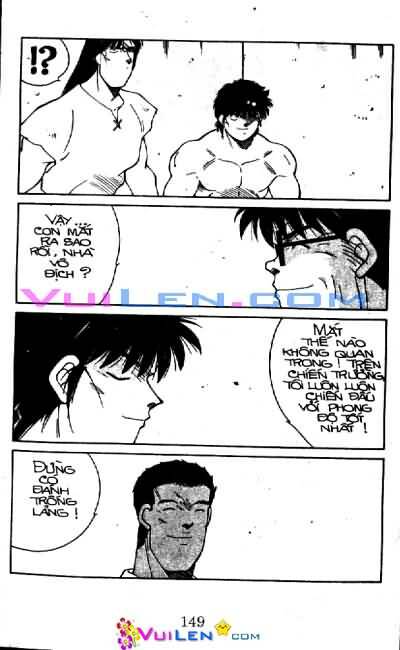 !?
VẬY....
CON MẮT
RA SAO
RỒI, NHÀ
VÔ
ĐỊCH ?
VUILEN.COM
MẮT
THẾ NÀO
KHÔNG QUAN
TRỌNG ! TRÊN
CHIẾN TRƯỜNG
TÔI LUÔN LUÔN
CHIẾN ĐẤU
VỚI PHONG
ĐỘ TỐT
NHẤT !
ĐỪNG
CÓ
ĐÁNH
TRỐNG
LẢNG !
149
VUILEN.COM